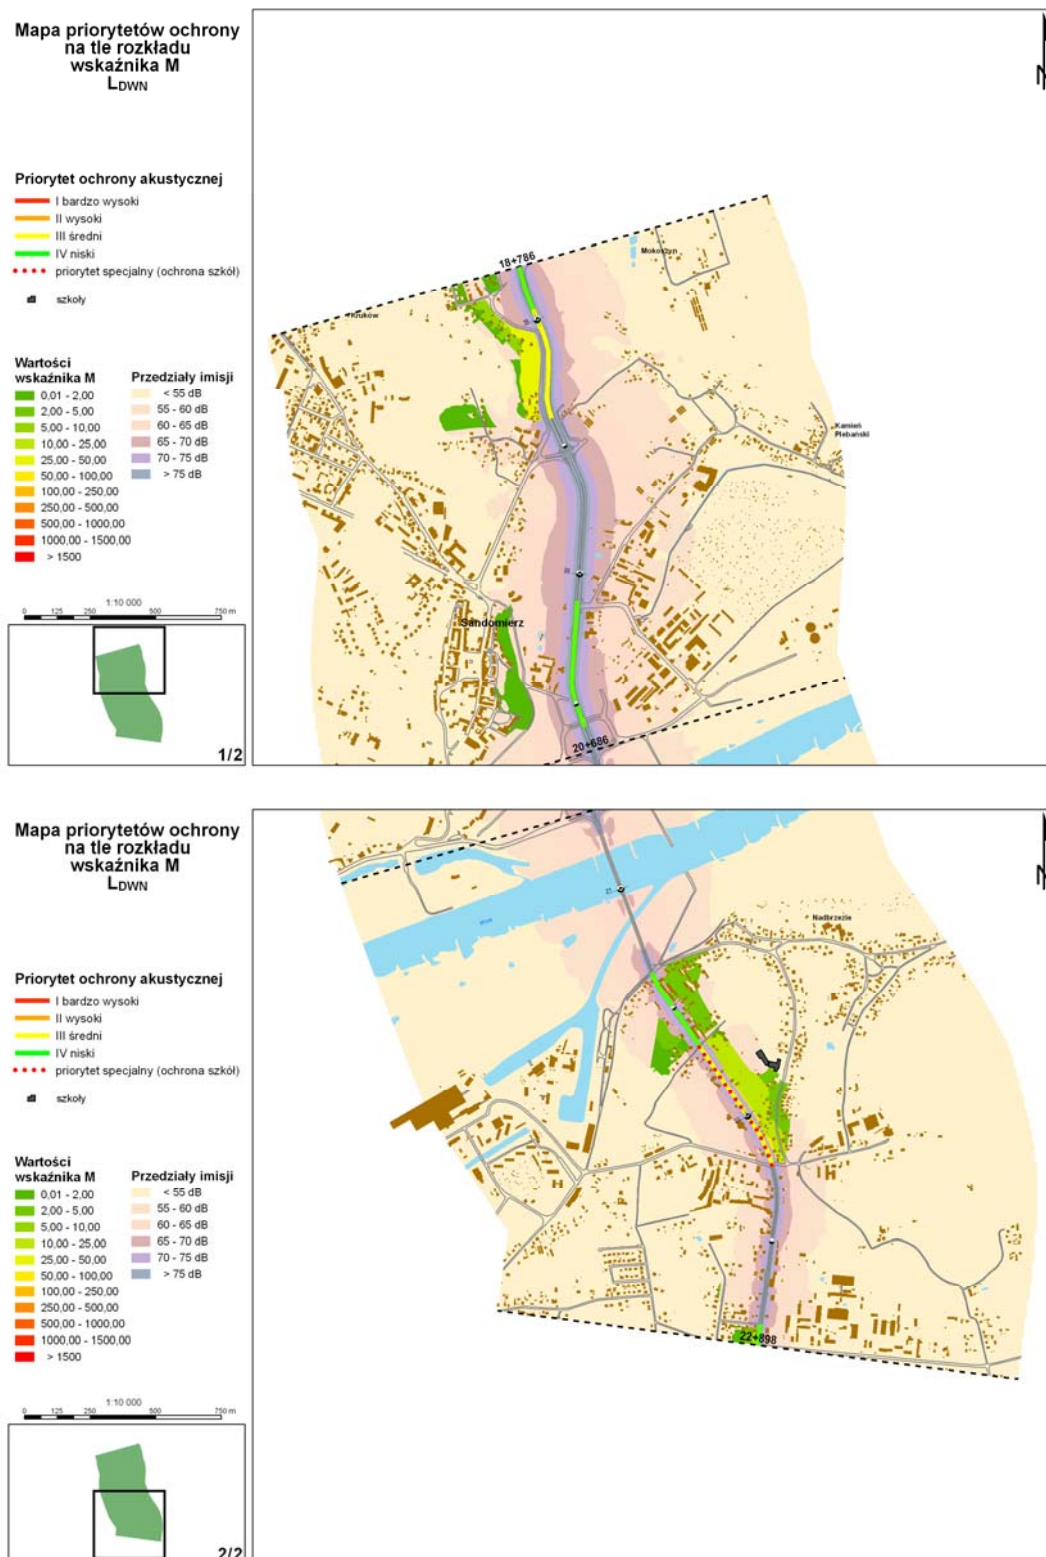 Mapa priorytetów ochrony
na tle rozkładu
wskaźnika M
LDWN
Priorytet ochrony akustycznej
I bardzo wysoki
II wysoki
III średni
IV niski
priorytet specjalny (ochrona szkół)
szkoły
Wartości
wskaźnika M
0,01 - 2,00
2,00 - 5,00
5,00 - 10,00
10,00 - 25,00
25,00 - 50,00
50,00 - 100,00
100,00 - 250,00
250,00 - 500,00
500,00 - 1000,00
1000,00 - 1500,00
> 1500
Przedziały imisji
< 55 dB
55 - 60 dB
60 - 65 dB
65 - 70 dB
70 - 75 dB
> 75 dB
1:10 000
0 125 250 500 750 m
1/2
N
18+786
Mokoszyn
Kruków
Kamień
Plebański
Sandomierz
20+686
Mapa priorytetów ochrony
na tle rozkładu
wskaźnika M
LDWN
Priorytet ochrony akustycznej
I bardzo wysoki
II wysoki
III średni
IV niski
priorytet specjalny (ochrona szkół)
szkoły
Wartości
wskaźnika M
0,01 - 2,00
2,00 - 5,00
5,00 - 10,00
10,00 - 25,00
25,00 - 50,00
50,00 - 100,00
100,00 - 250,00
250,00 - 500,00
500,00 - 1000,00
1000,00 - 1500,00
> 1500
Przedziały imisji
< 55 dB
55 - 60 dB
60 - 65 dB
65 - 70 dB
70 - 75 dB
> 75 dB
1:10 000
0 125 250 500 750 m
2/2
N
21
Nadbrzezie
22+898